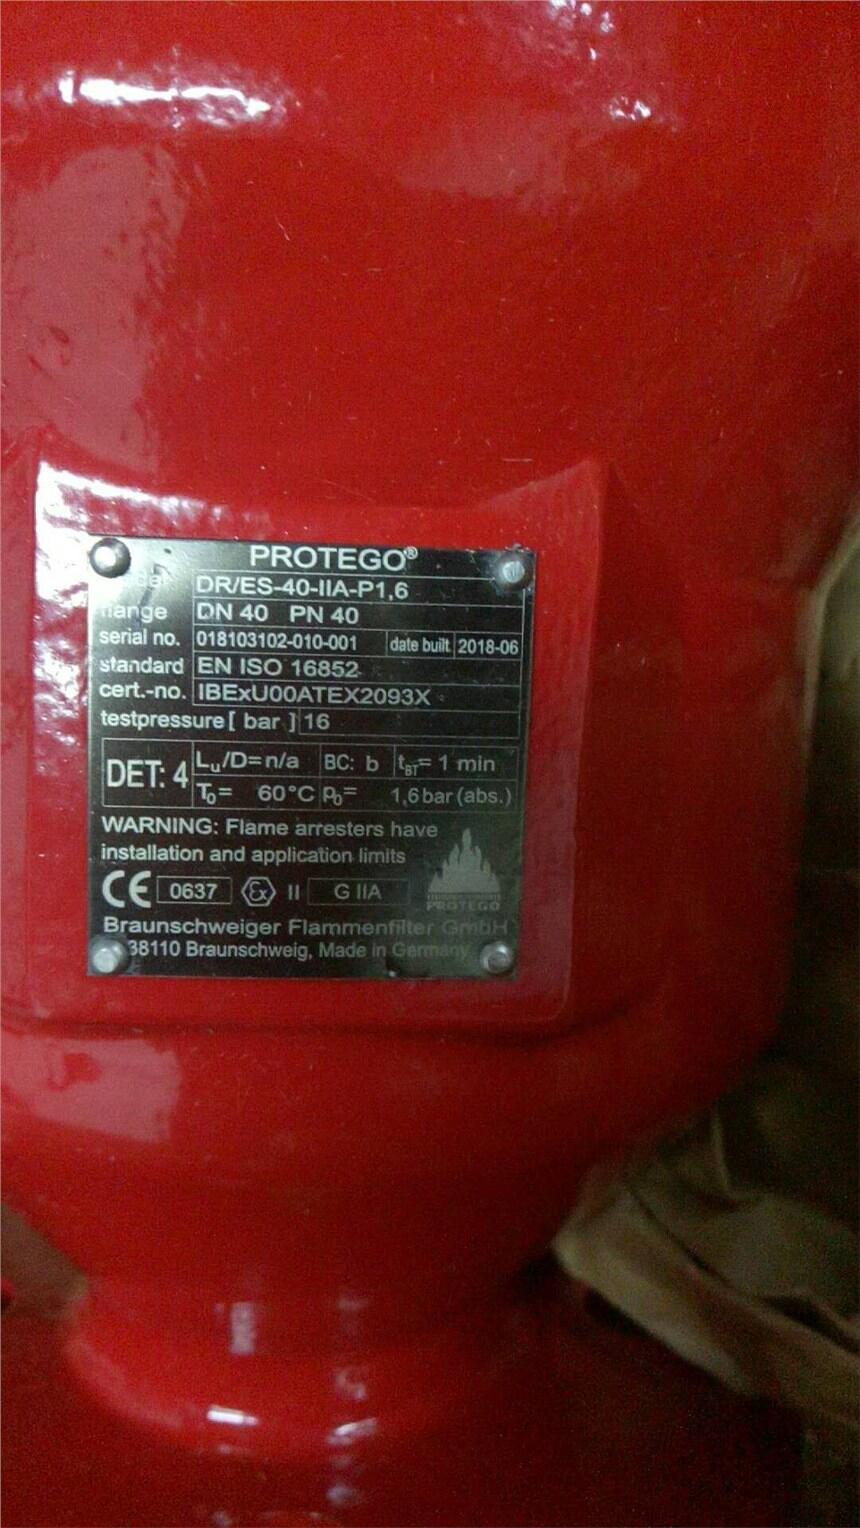 PROTEGO®
DR/ES-40-IIA-P1,6
flange DN 40 PN 40
serial no. 018103102-010-001 date built 2018-06
standard EN ISO 16852
cert.-no. IBExU00ATEX2093X
testpressure [ bar ] 16
DET: 4 Lu/D= n/a BC: b tBT= 1 min
T0= 60°C p0= 1,6 bar (abs.)
WARNING: Flame arresters have
installation and application limits
CE 0637 Ex II G IIA
PROTEGO
Braunschweiger Flammenfilter GmbH
38110 Braunschweig, Made in Germany